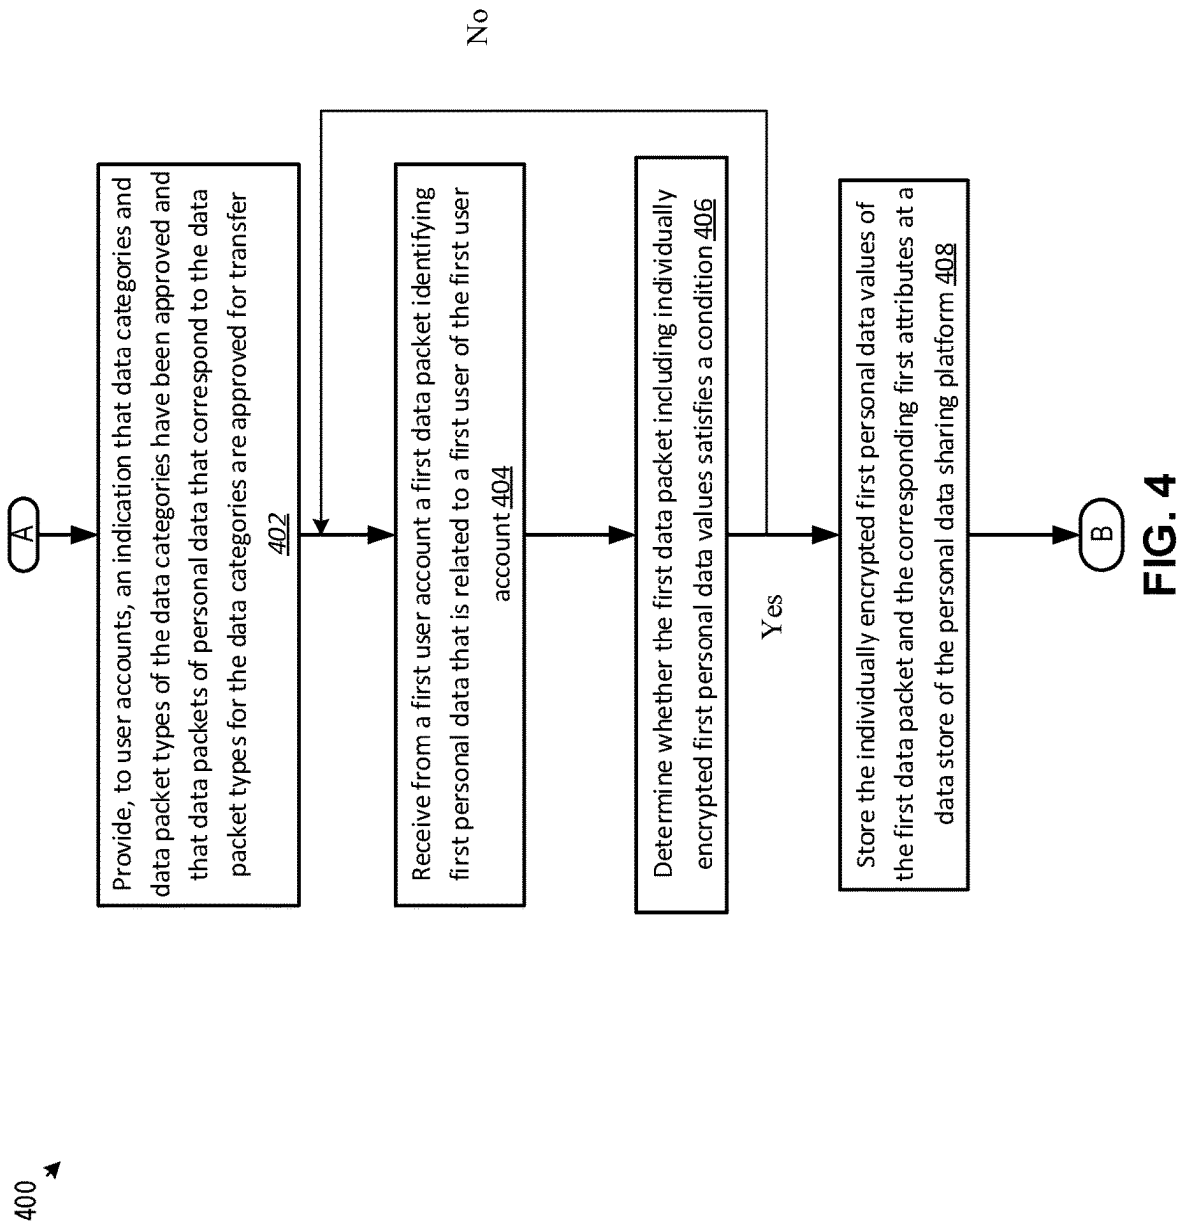 400
A
Provide, to user accounts, an indication that data categories and
data packet types of the data categories have been approved and
that data packets of personal data that correspond to the data
packet types for the data categories are approved for transfer
402
Receive from a first user account a first data packet identifying
first personal data that is related to a first user of the first user
account 404
No
Determine whether the first data packet including individually
encrypted first personal data values satisfies a condition 406
Yes
Store the individually encrypted first personal data values of
the first data packet and the corresponding first attributes at a
data store of the personal data sharing platform 408
B
FIG. 4